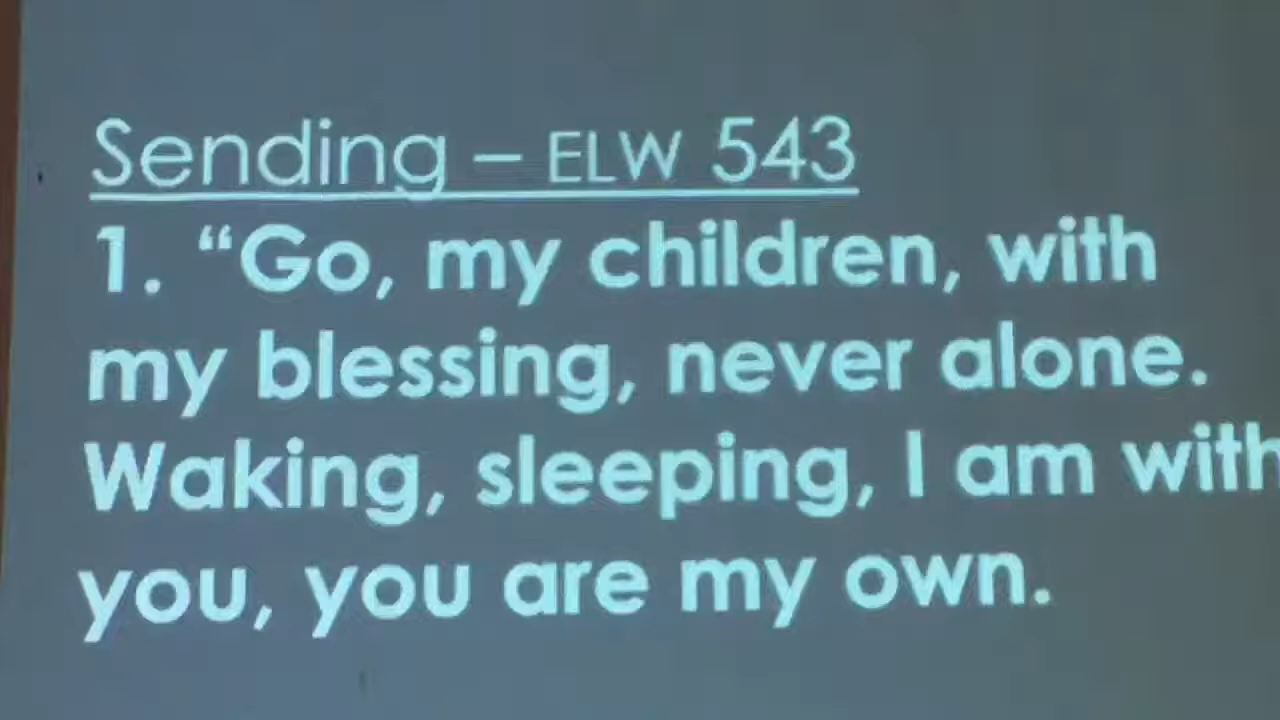 Sending – ELW 543
1. “Go, my children, with
my blessing, never alone.
Waking, sleeping, I am with
you, you are my own.